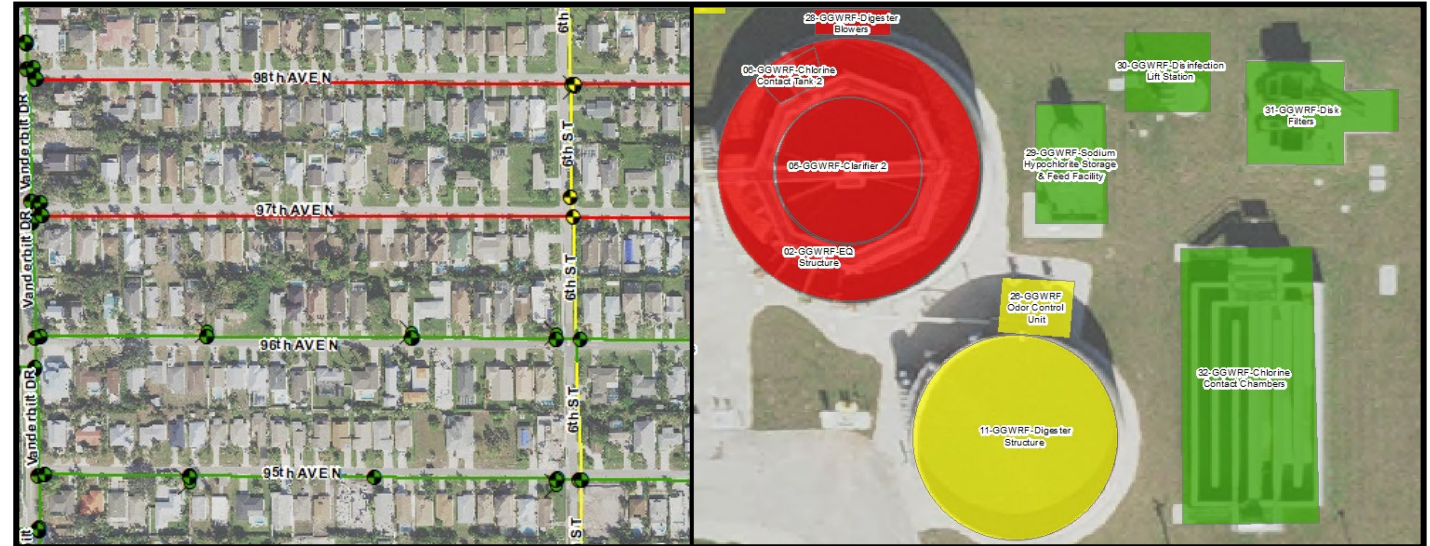 6th
98th AVE N
Vanderbilt DR
6th ST
97th AVE N
Vanderbilt DR
6th ST
96th AVE N
Vanderbilt DR
6th ST
95th AVE N
ST
28-GGWRF-Digester
Blowers
06-GGWRF-Chlorine
Contact Tank 2
05-GGWRF-Clarifier 2
02-GGWRF-EQ
Structure
30-GGWRF-Disinfection
Lift Station
31-GGWRF-Disk
Filters
29-GGWRF-Sodium
Hypochlorite Storage
& Feed Facility
26-GGWRF
Odor Control
Unit
11-GGWRF-Digester
Structure
32-GGWRF-Chlorine
Contact Chambers